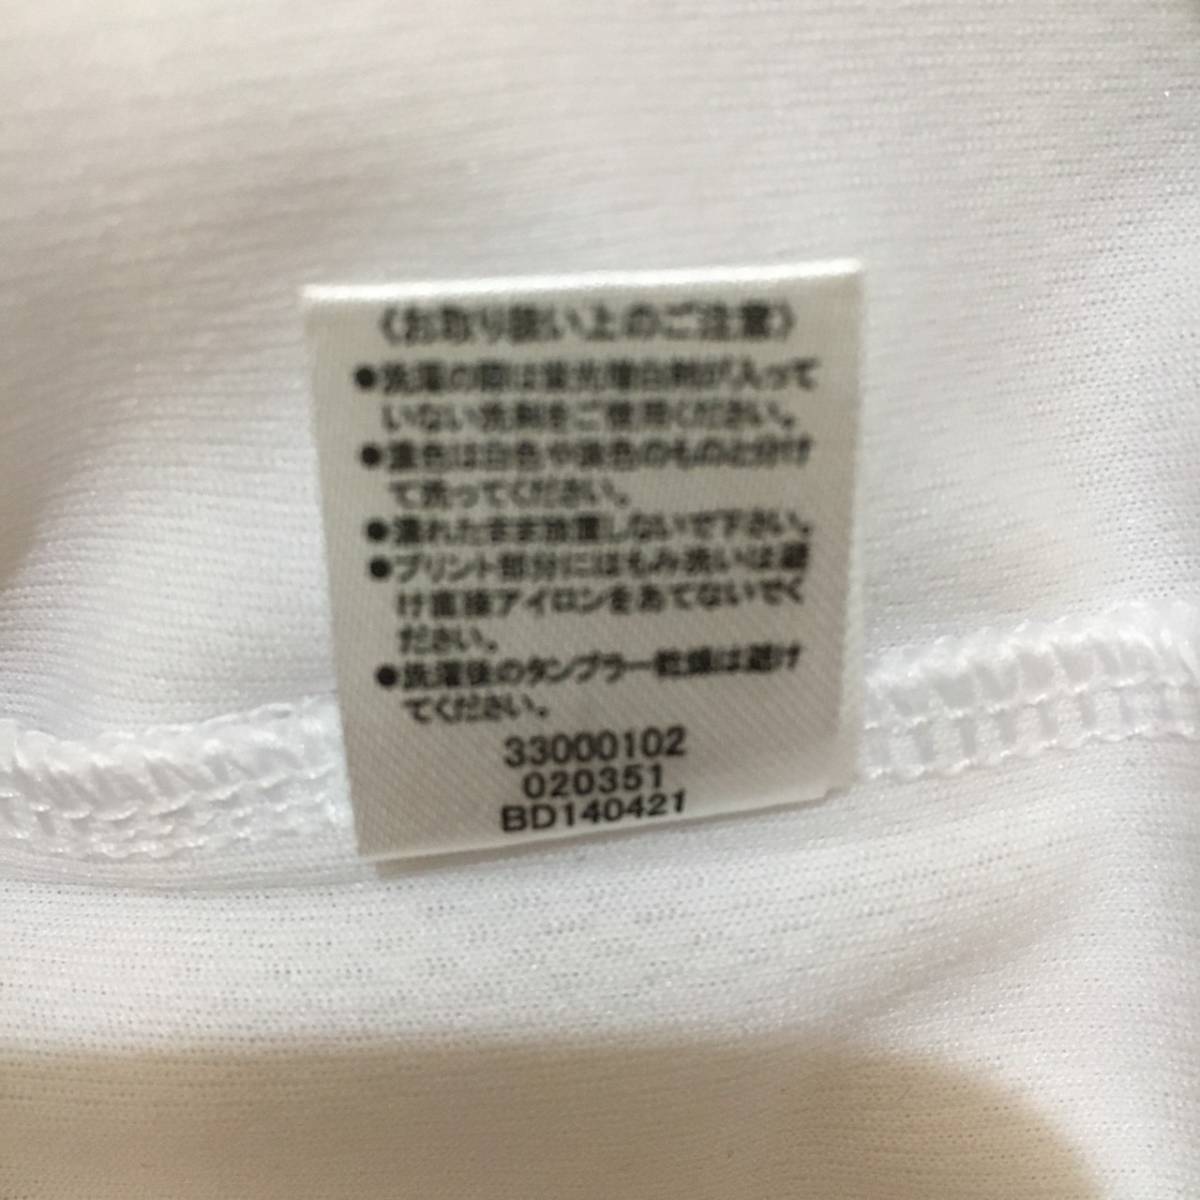 《お取り扱い上のご注意》
●洗濯の際は蛍光増白剤が入って
いない洗剤をご使用ください。
●濃色は白色や淡色のものと分け
て洗ってください。
●濡れたまま放置しないで下さい。
●プリント部分にはもみ洗いは避
け直接アイロンをあてないでく
ださい。
●洗濯後のタンブラー乾燥は避け
てください。
33000102
020351
BD140421